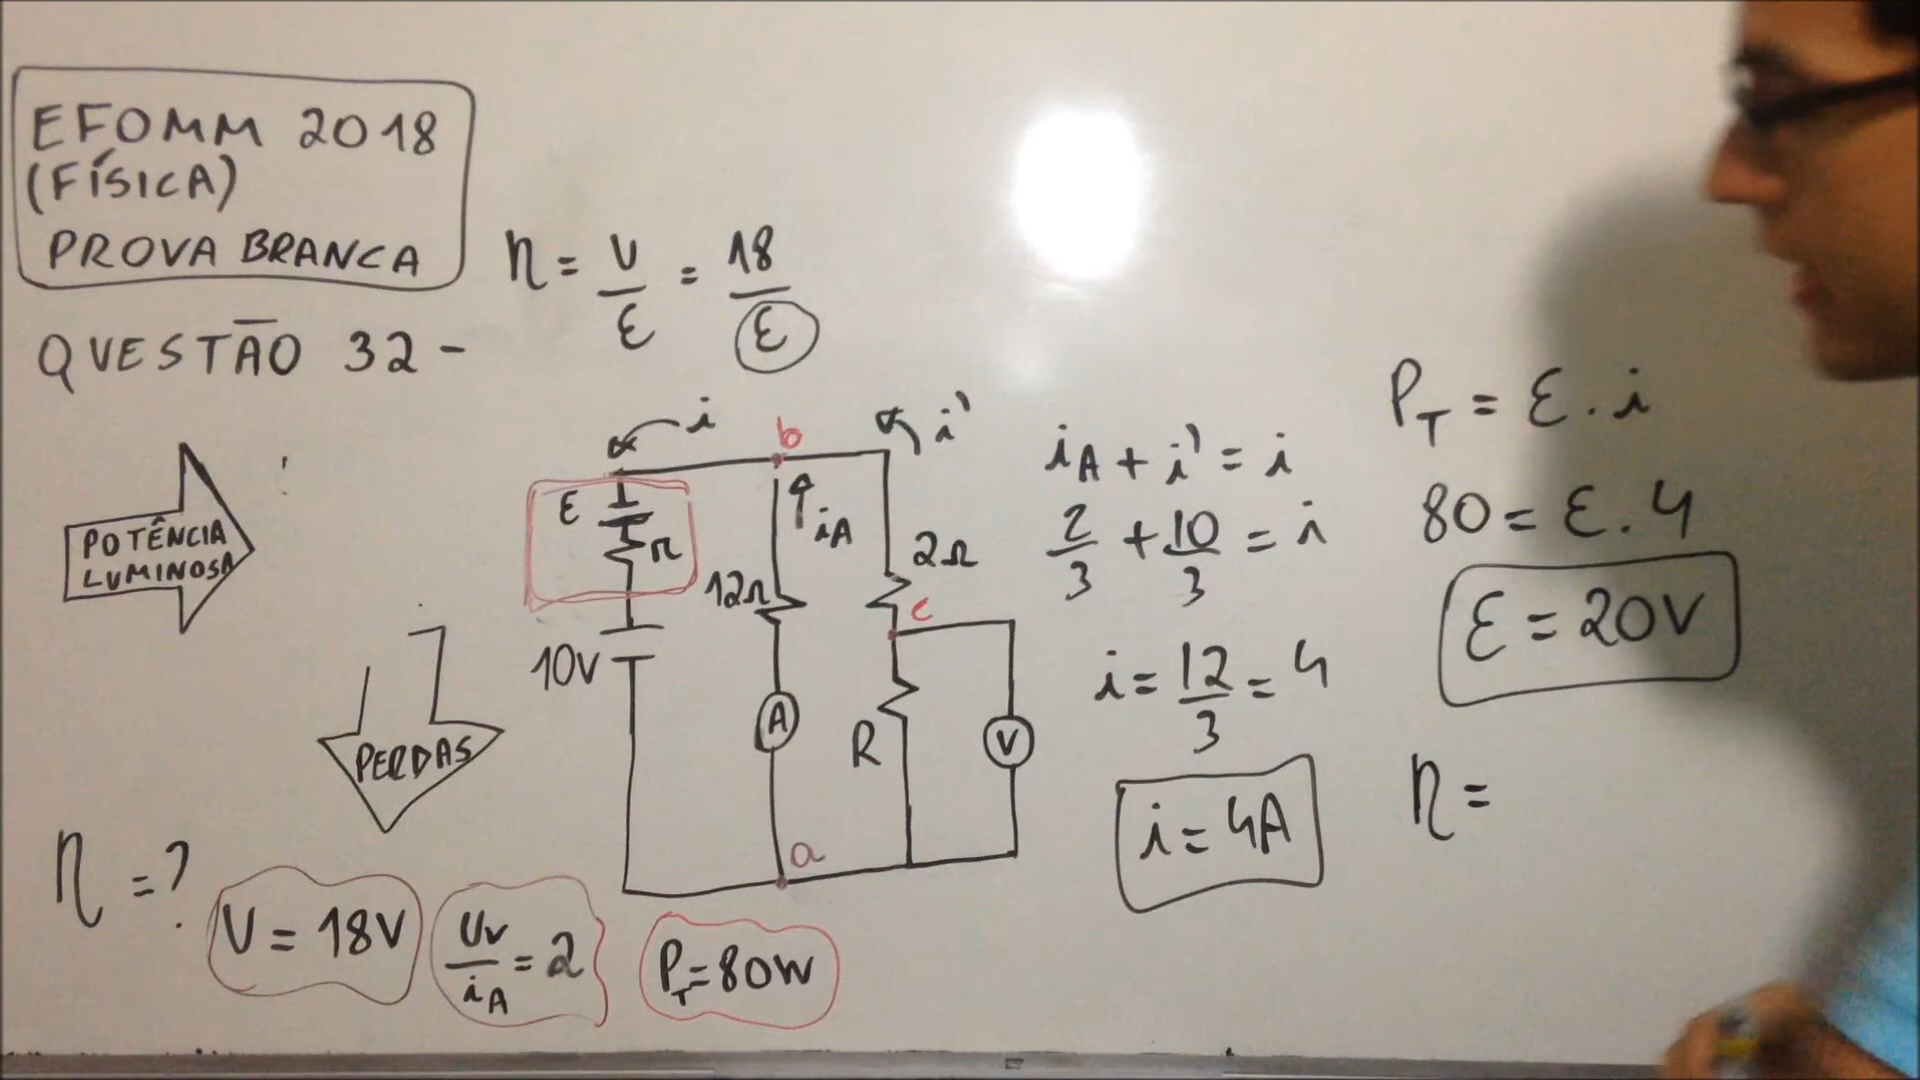 EFOMM 2018
(FÍSICA)
PROVA BRANCA
QUESTÃO 32 -
η = V/ε = 18/ε
POTÊNCIA
LUMINOSA
PERDAS
η = ?
V = 18V
Uv/iA = 2
PT = 80W
i
b
i'
ε
r
iA
12Ω
2Ω
c
10V
A
R
V
a
iA + i' = i
2/3 + 10/3 = i
i = 12/3 = 4
i = 4A
PT = ε . i
80 = ε . 4
ε = 20V
η =